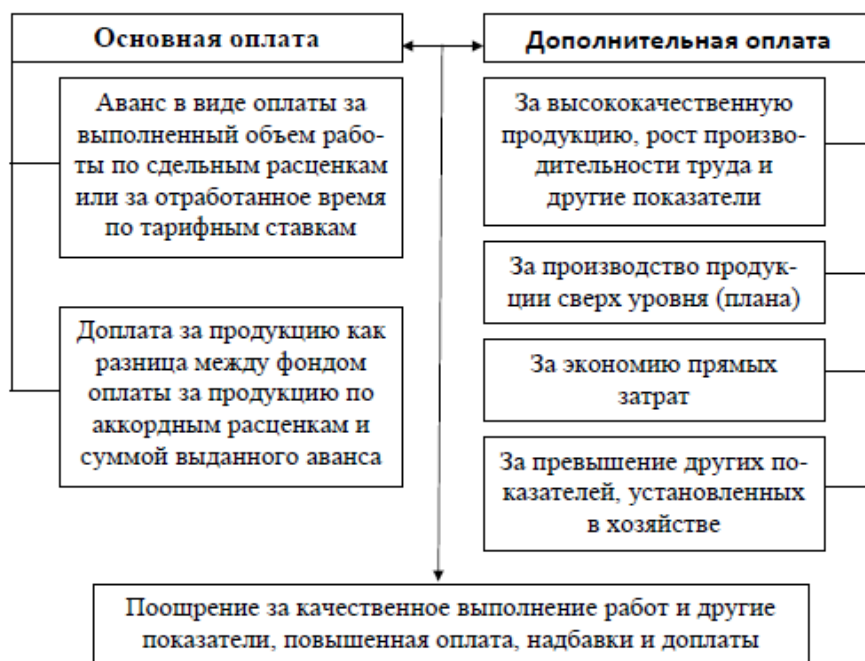 Основная оплата
Аванс в виде оплаты за
выполненный объем рабо-
ты по сдельным расценкам
или за отработанное время
по тарифным ставкам
Доплата за продукцию как
разница между фондом
оплаты за продукцию по
аккордным расценкам и
суммой выданного аванса
Дополнительная оплата
За высококачественную
продукцию, рост произво-
дительности труда и
другие показатели
За производство продук-
ции сверх уровня (плана)
За экономию прямых
затрат
За превышение других по-
казателей, установленных
в хозяйстве
Поощрение за качественное выполнение работ и другие
показатели, повышенная оплата, надбавки и доплаты